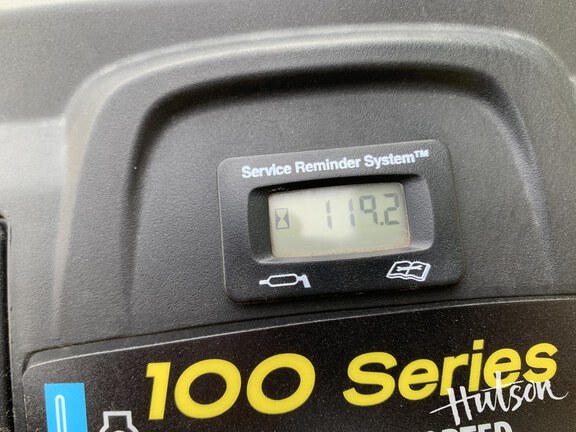 Service Reminder System™
119.2
100 Series
Hutson